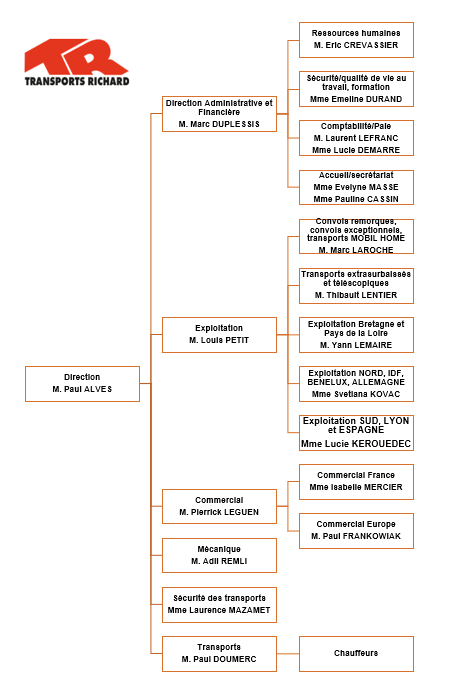 TR
TRANSPORTS RICHARD
Direction
M. Paul ALVES
Direction Administrative et
Financière
M. Marc DUPLESSIS
Ressources humaines
M. Eric CREVASSIER
Sécurité/qualité de vie au
travail, formation
Mme Emeline DURAND
Comptabilité/Paie
M. Laurent LEFRANC
Mme Lucie DEMARRE
Accueil/secrétariat
Mme Evelyne MASSE
Mme Pauline CASSIN
Exploitation
M. Louis PETIT
Convois remorques,
convois exceptionnels,
transports MOBIL HOME
M. Marc LAROCHE
Transports extrasurbaissés
et téléscopiques
M. Thibault LENTIER
Exploitation Bretagne et
Pays de la Loire
M. Yann LEMAIRE
Exploitation NORD, IDF,
BENELUX, ALLEMAGNE
Mme Svetlana KOVAC
Exploitation SUD, LYON
et ESPAGNE
Mme Lucie KEROUEDEC
Commercial
M. Pierrick LEGUEN
Commercial France
Mme Isabelle MERCIER
Commercial Europe
M. Paul FRANKOWIAK
Mécanique
M. Adil REMLI
Sécurité des transports
Mme Laurence MAZAMET
Transports
M. Paul DOUMERC
Chauffeurs